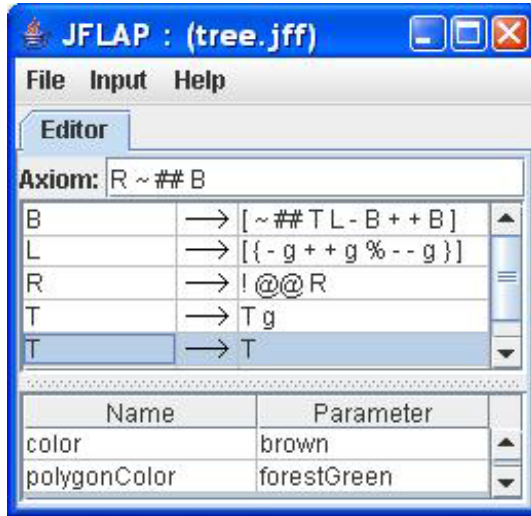 JFLAP : (tree.jff)
File Input Help
Editor
Axiom: R ~ ## B
B → [ ~ ## T L - B + + B ]
L → [ { - g + + g % - - g } ]
R → ! @@ R
T → T g
T → T
Name Parameter
color brown
polygonColor forestGreen